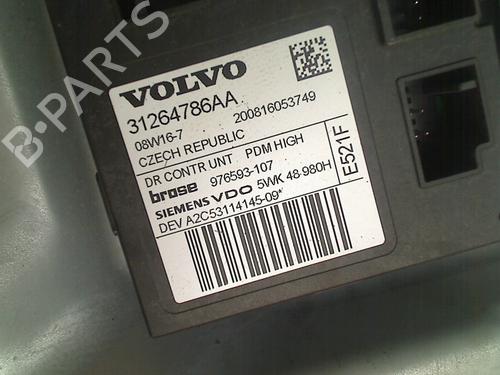 VOLVO
31264786AA
08W16-7 200816053749
CZECH REPUBLIC
DR CONTR UNT PDM HIGH
brose 976593-107
SIEMENS VDO 5WK 48-980H
DEV A2C53114145-09*
E521F
B-PARTS